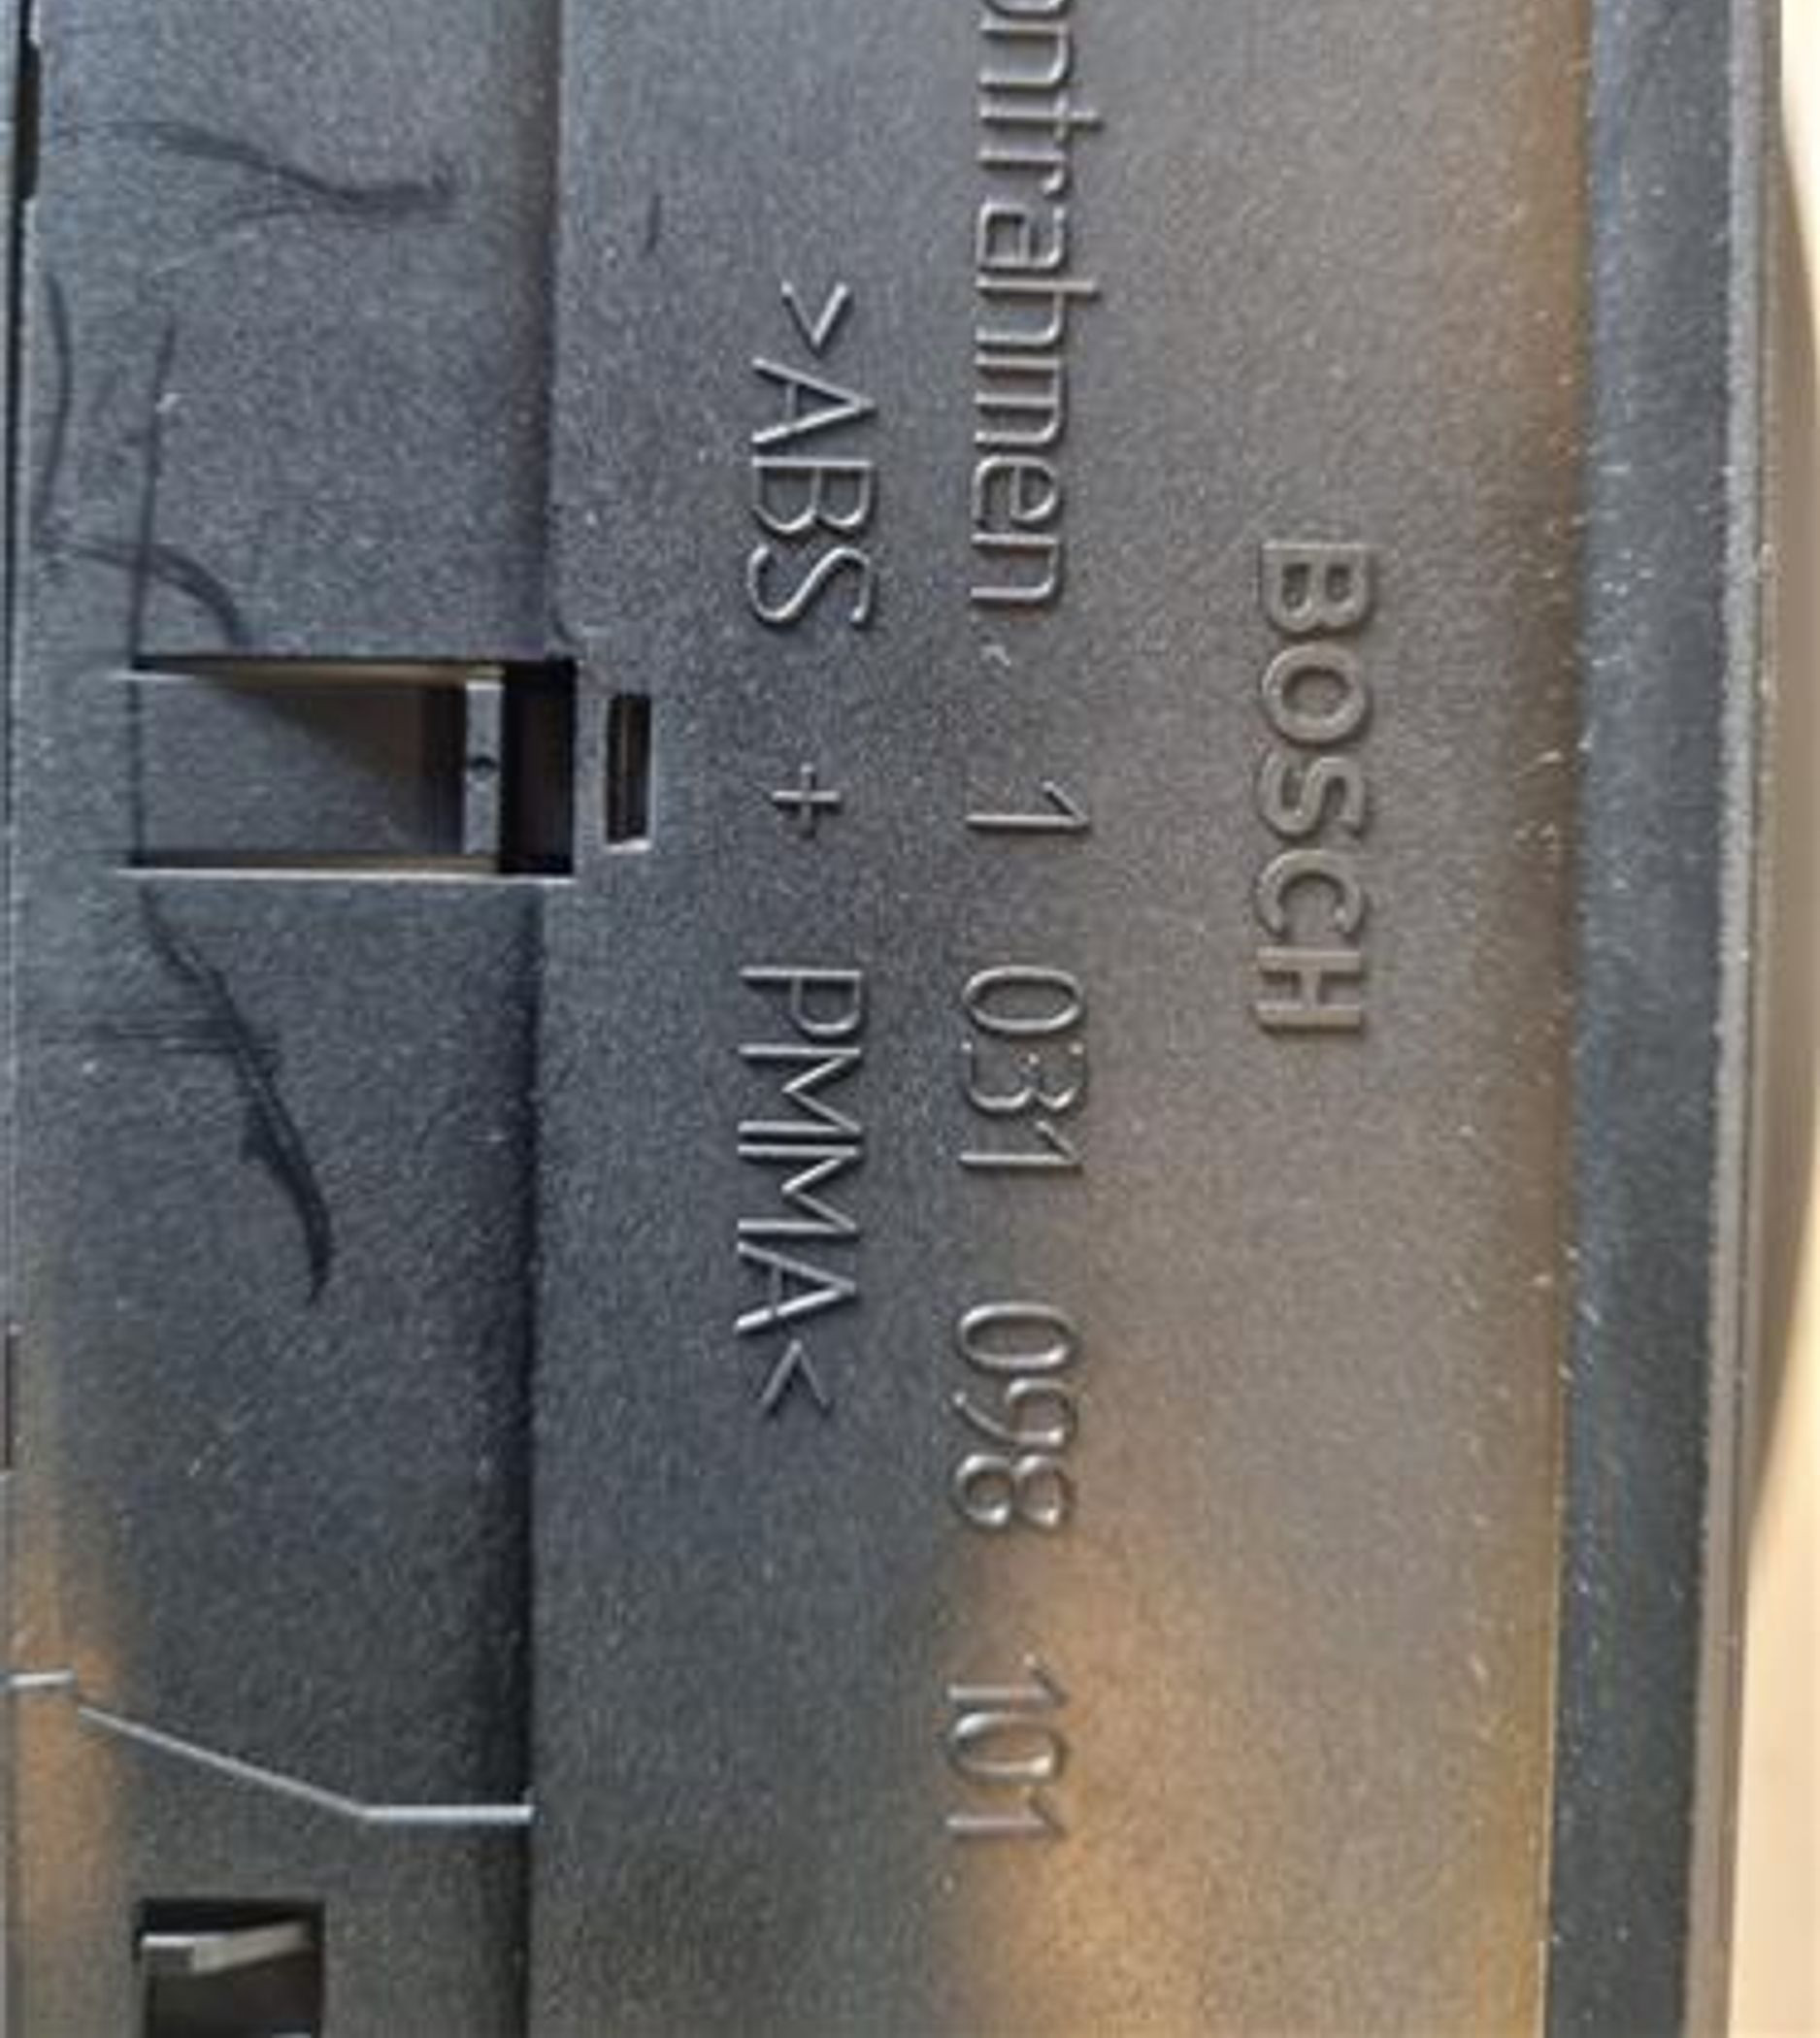 BOSCH
ontrahmen 1 031 098 101
>ABS + PMMA<